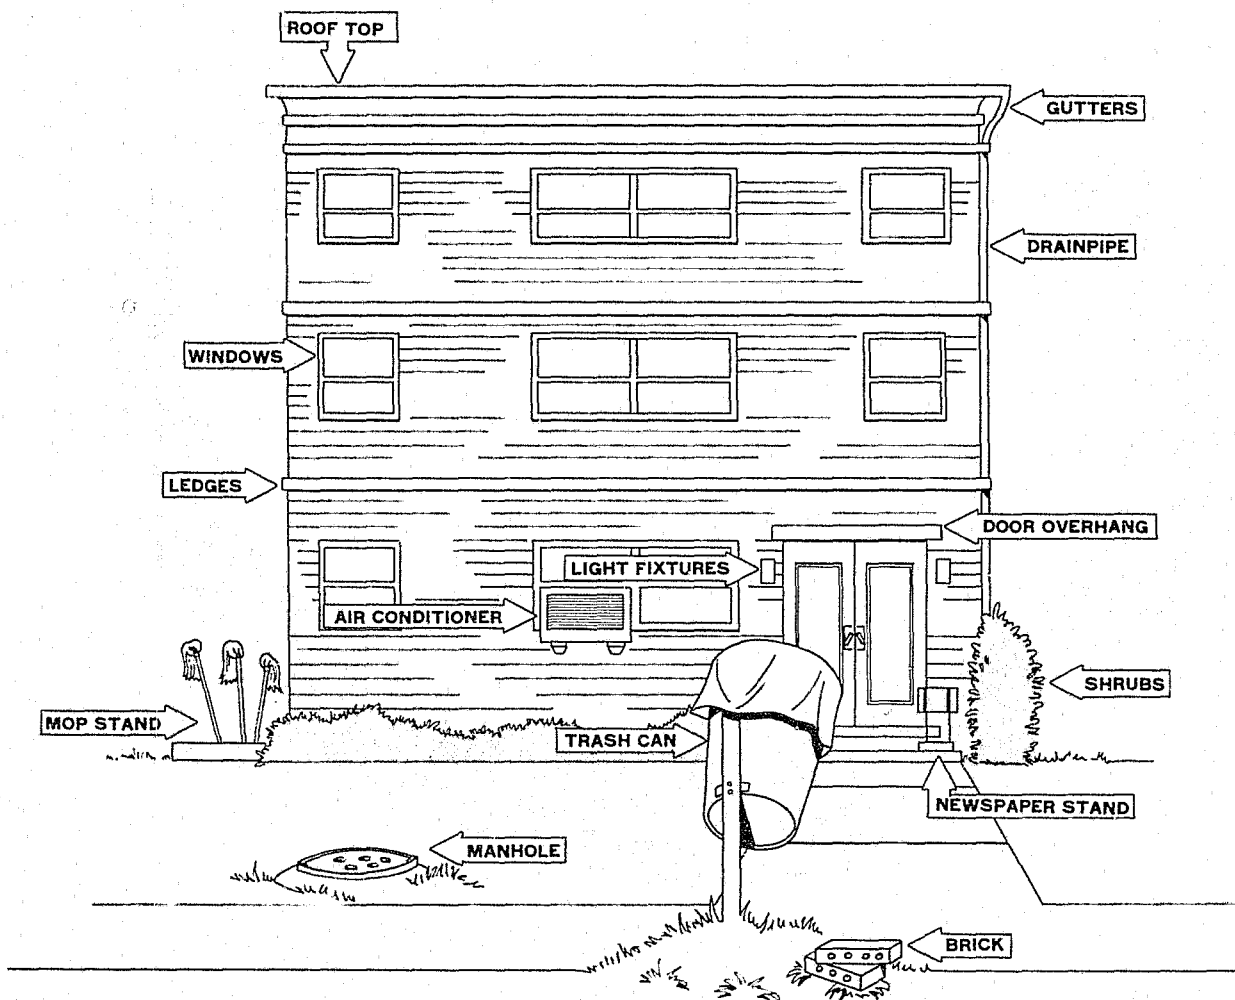 ROOF TOP
GUTTERS
DRAINPIPE
WINDOWS
LEDGES
DOOR OVERHANG
LIGHT FIXTURES
AIR CONDITIONER
SHRUBS
MOP STAND
TRASH CAN
NEWSPAPER STAND
MANHOLE
BRICK